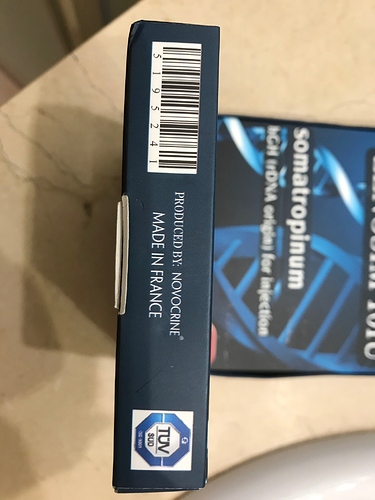 5195241
PRODUCED BY: NOVOCRINE®
MADE IN FRANCE
TÜV
SÜD
somatropinum
hGH (rDNA origin) for injection